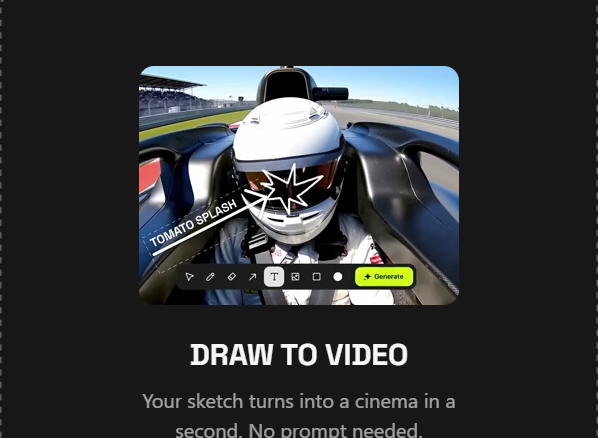 TOMATO SPLASH
T
Generate
DRAW TO VIDEO
Your sketch turns into a cinema in a
second. No prompt needed.